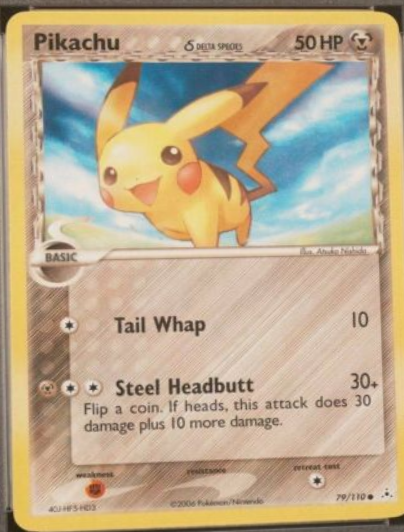 Pikachu δ DELTA SPECIES 50 HP
BASIC
Illus. Atsuko Nishida
Tail Whap 10
Steel Headbutt 30+
Flip a coin. If heads, this attack does 30
damage plus 10 more damage.
weakness resistance retreat cost
©2006 Pokémon/Nintendo 79/110 ●